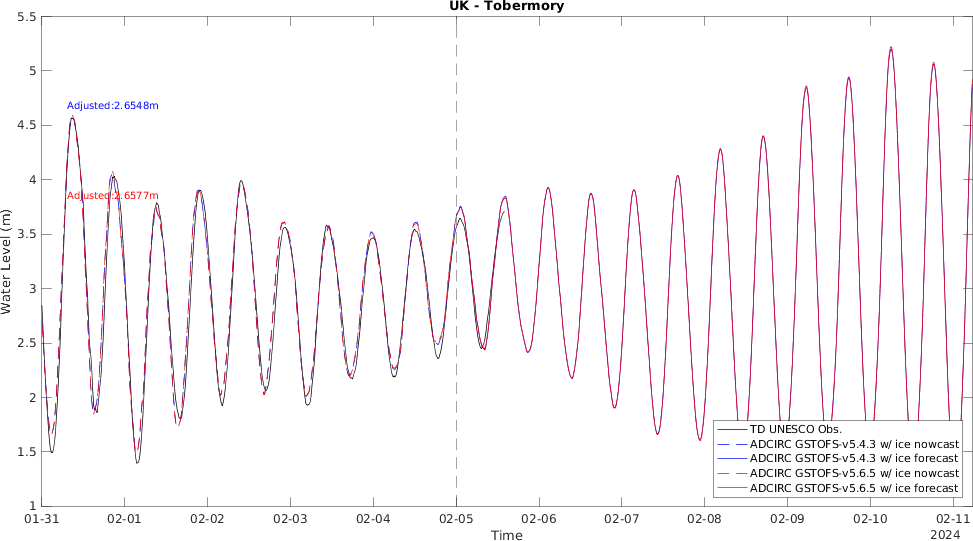 UK - Tobermory
5.5
5
4.5
4
3.5
3
2.5
2
1.5
1
Water Level (m)
Adjusted:2.6548m
Adjusted:2.6577m
TD UNESCO Obs.
ADCIRC GSTOFS-v5.4.3 w/ ice nowcast
ADCIRC GSTOFS-v5.4.3 w/ ice forecast
ADCIRC GSTOFS-v5.6.5 w/ ice nowcast
ADCIRC GSTOFS-v5.6.5 w/ ice forecast
01-31 02-01 02-02 02-03 02-04 02-05 02-06 02-07 02-08 02-09 02-10 02-11
Time
2024